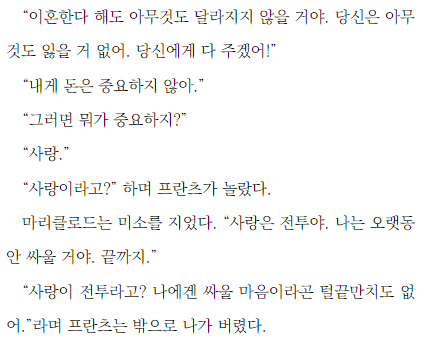 “이혼한다 해도 아무것도 달라지지 않을 거야. 당신은 아무
것도 잃을 거 없어. 당신에게 다 주겠어!”
“내게 돈은 중요하지 않아.”
“그러면 뭐가 중요하지?”
“사랑.”
“사랑이라고?” 하며 프란츠가 놀랐다.
마리클로드는 미소를 지었다. “사랑은 전투야. 나는 오랫동
안 싸울 거야. 끝까지.”
“사랑이 전투라고? 나에겐 싸울 마음이라곤 털끝만치도 없
어.”라며 프란츠는 밖으로 나가 버렸다.